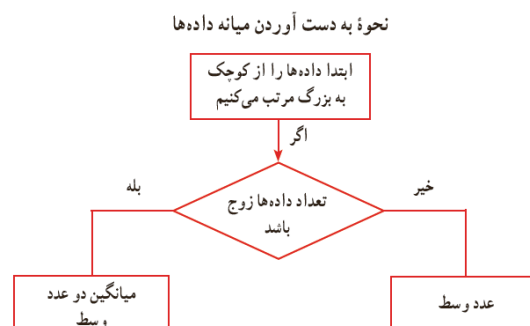 نحوهٔ به دست آوردن میانه داده‌ها
ابتدا داده‌ها را از کوچک
به بزرگ مرتب می‌کنیم
اگر
بله
خیر
تعداد داده‌ها زوج
باشد
میانگین دو عدد
وسط
عدد وسط